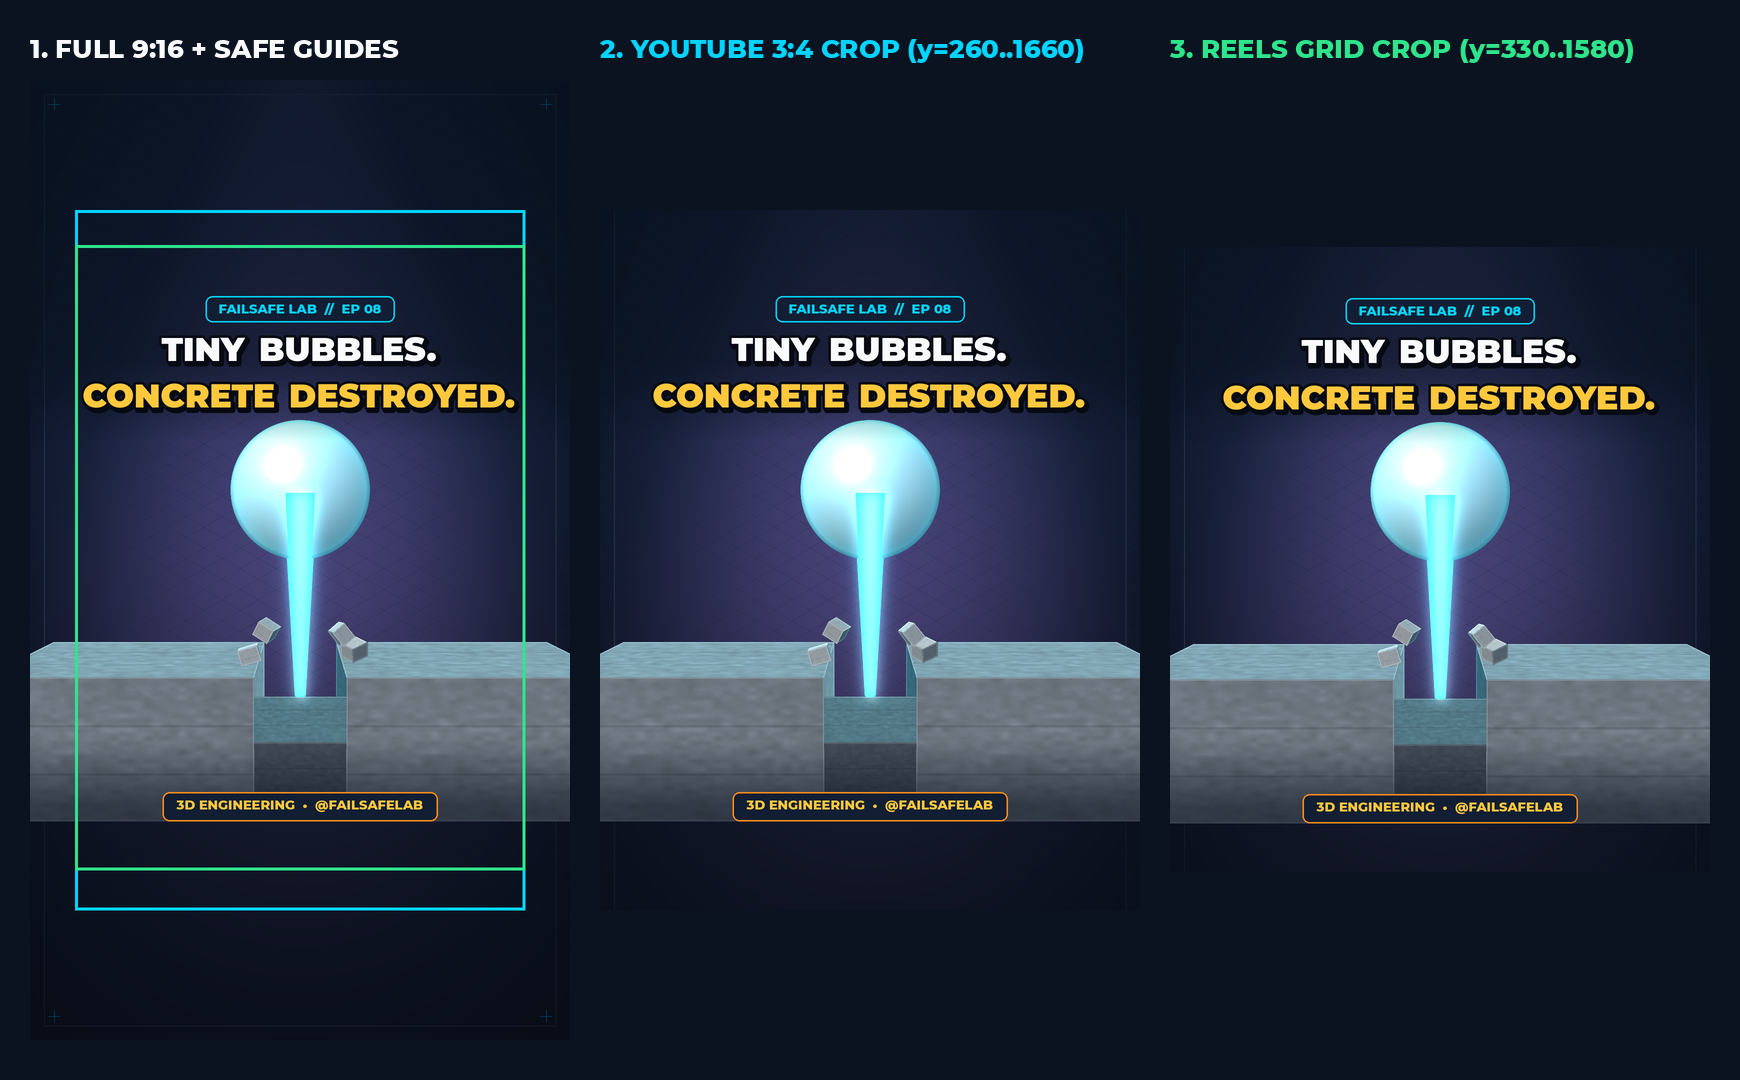 1. FULL 9:16 + SAFE GUIDES
FAILSAFE LAB // EP 08
TINY BUBBLES.
CONCRETE DESTROYED.
3D ENGINEERING • @FAILSAFELAB
2. YOUTUBE 3:4 CROP (y=260..1660)
FAILSAFE LAB // EP 08
TINY BUBBLES.
CONCRETE DESTROYED.
3D ENGINEERING • @FAILSAFELAB
3. REELS GRID CROP (y=330..1580)
FAILSAFE LAB // EP 08
TINY BUBBLES.
CONCRETE DESTROYED.
3D ENGINEERING • @FAILSAFELAB